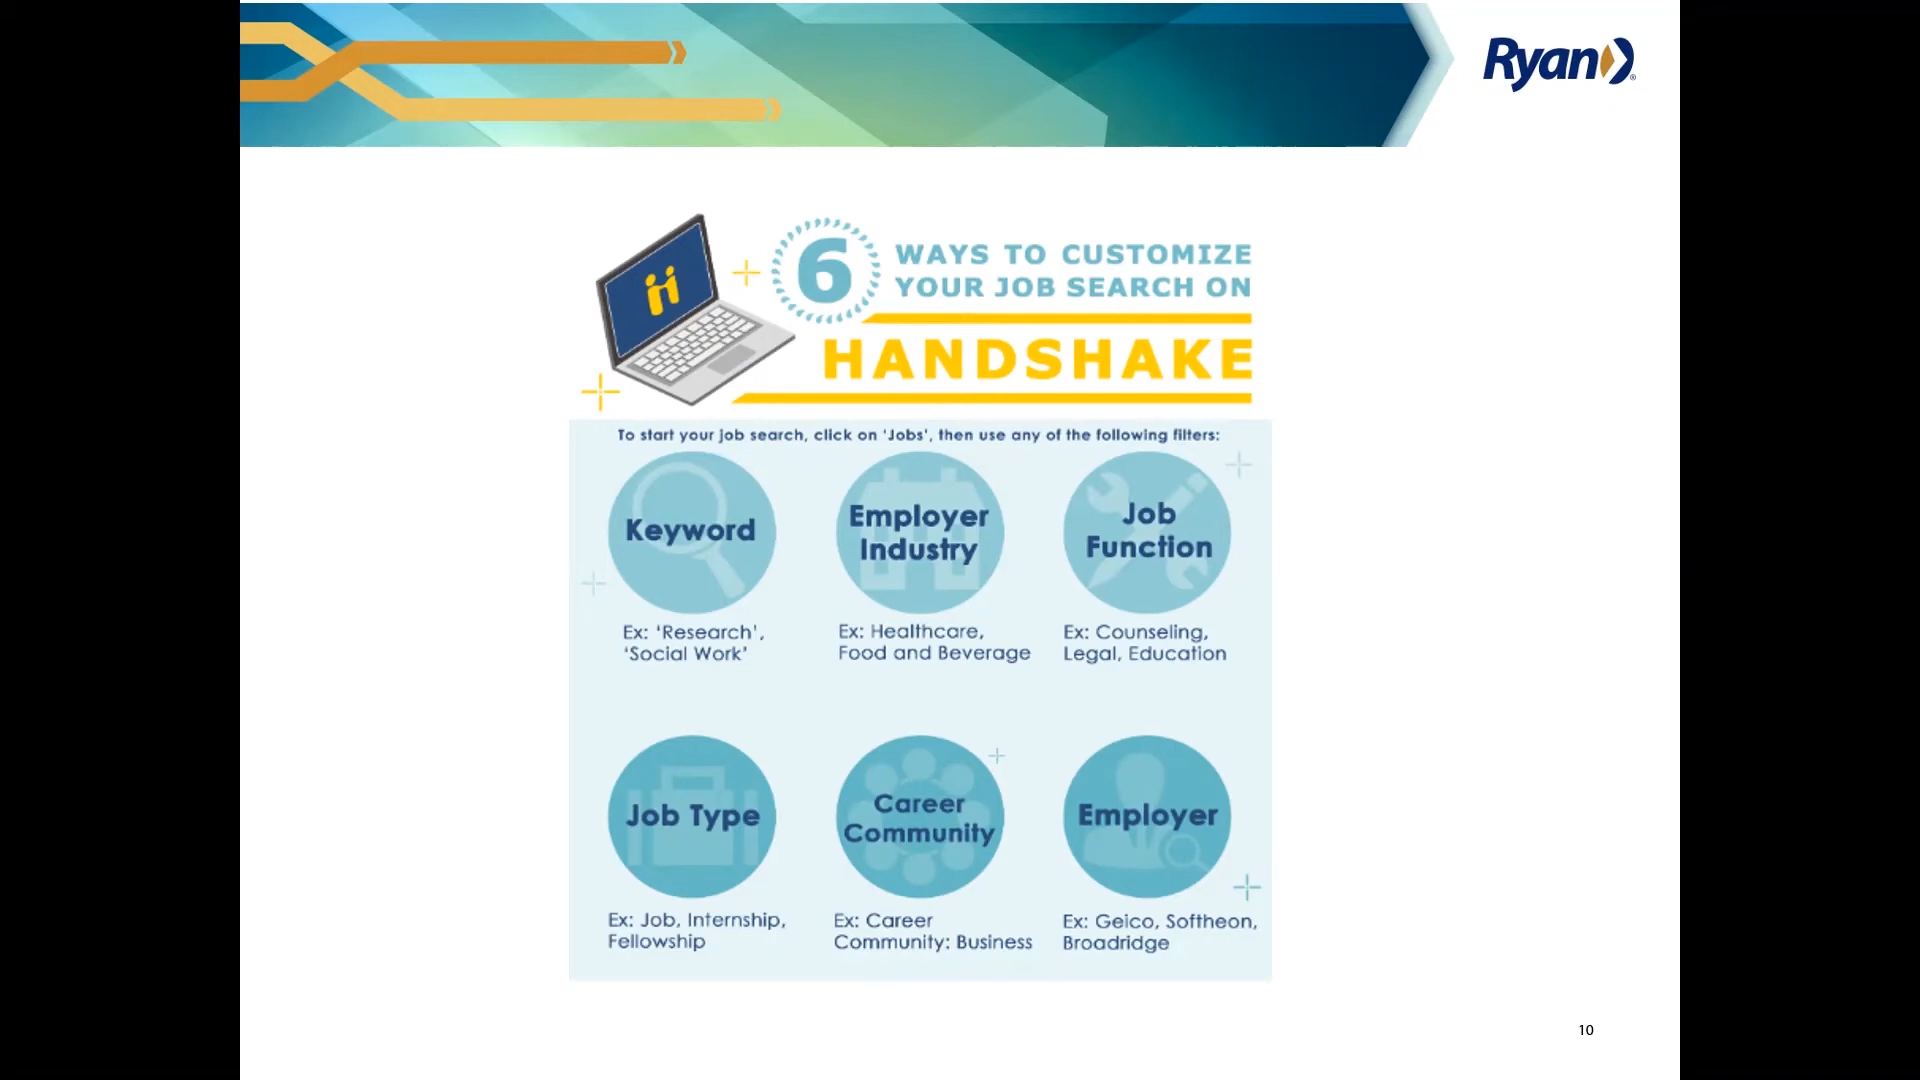 Ryan
6
WAYS TO CUSTOMIZE
YOUR JOB SEARCH ON
HANDSHAKE
To start your job search, click on ‘Jobs’, then use any of the following filters:
Keyword
Ex: ‘Research’,
‘Social Work’
Employer
Industry
Ex: Healthcare,
Food and Beverage
Job
Function
Ex: Counseling,
Legal, Education
Job Type
Ex: Job, Internship,
Fellowship
Career
Community
Ex: Career
Community: Business
Employer
Ex: Geico, Softheon,
Broadridge
10